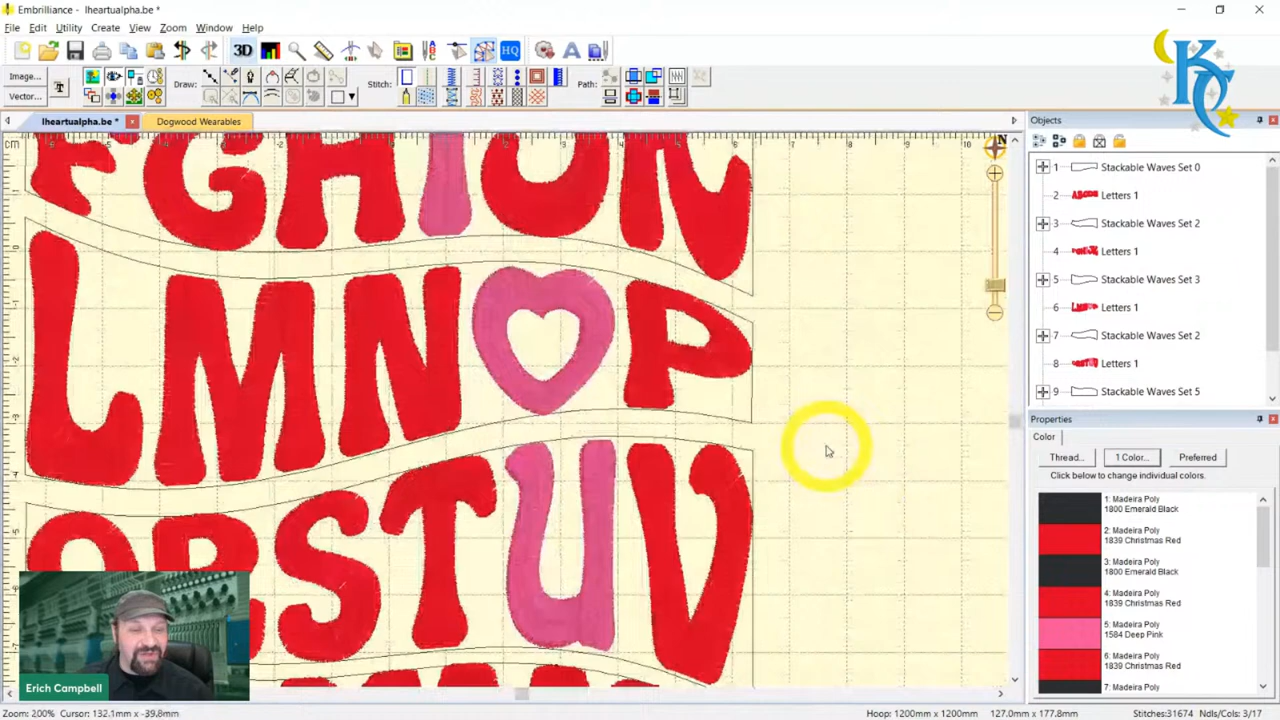 Embrilliance - Iheartualpha.be *
File Edit Utility Create View Zoom Window Help
3D
HQ
Image...
Vector...
Draw:
Stitch:
Path:
Iheartualpha.be *
Dogwood Wearables
cm
N
F G H I J K
L M N P
Q R S T U V
Objects
1 Stackable Waves Set 0
2 Letters 1
3 Stackable Waves Set 2
4 Letters 1
5 Stackable Waves Set 3
6 Letters 1
7 Stackable Waves Set 2
8 Letters 1
9 Stackable Waves Set 5
Properties
Color
Thread... 1 Color... Preferred
Click below to change individual colors.
1: Madeira Poly
1800 Emerald Black
2: Madeira Poly
1839 Christmas Red
3: Madeira Poly
1800 Emerald Black
4: Madeira Poly
1839 Christmas Red
5: Madeira Poly
1584 Deep Pink
6: Madeira Poly
1839 Christmas Red
7: Madeira Poly
Erich Campbell
KC
Zoom: 200% Cursor: 132.1mm x -39.8mm
Hoop: 1200mm x 1200mm 127.0mm x 177.8mm Stitches:31674 Ndls/Cols: 3/17